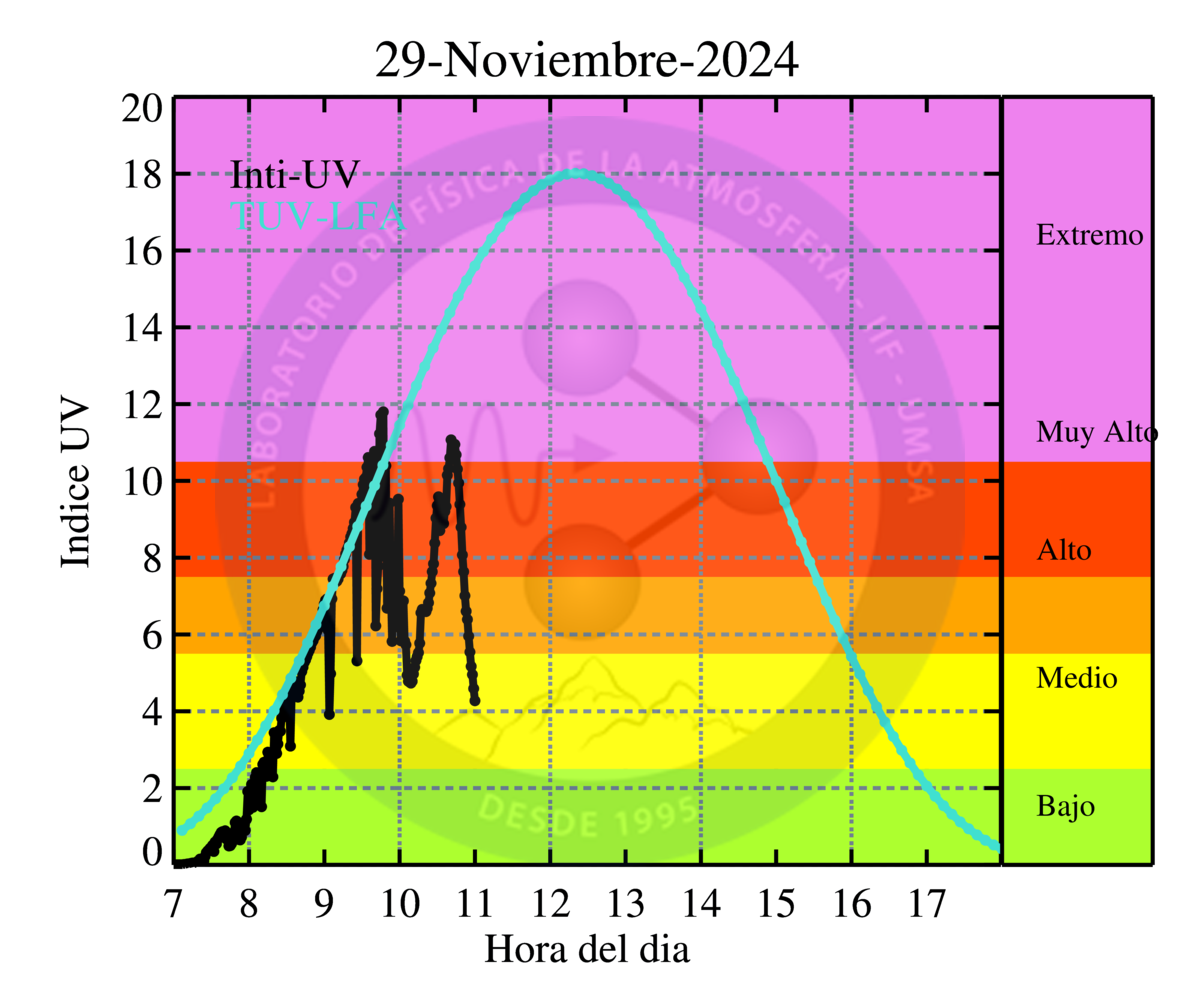 29-Noviembre-2024
20
18
16
14
12
10
8
6
4
2
0
Indice UV
Inti-UV
TUV-LFA
LABORATORIO DE FÍSICA DE LA ATMÓSFERA - IIF - UMSA
DESDE 1995
Extremo
Muy Alto
Alto
Medio
Bajo
7 8 9 10 11 12 13 14 15 16 17
Hora del dia